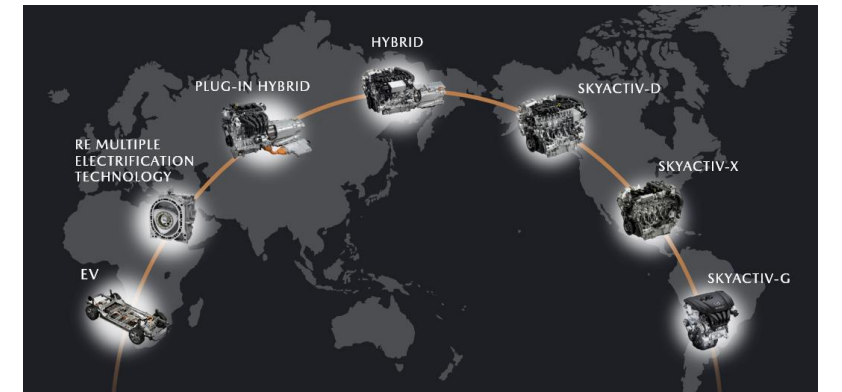 HYBRID
PLUG-IN HYBRID
SKYACTIV-D
RE MULTIPLE
ELECTRIFICATION
TECHNOLOGY
SKYACTIV-X
EV
SKYACTIV-G